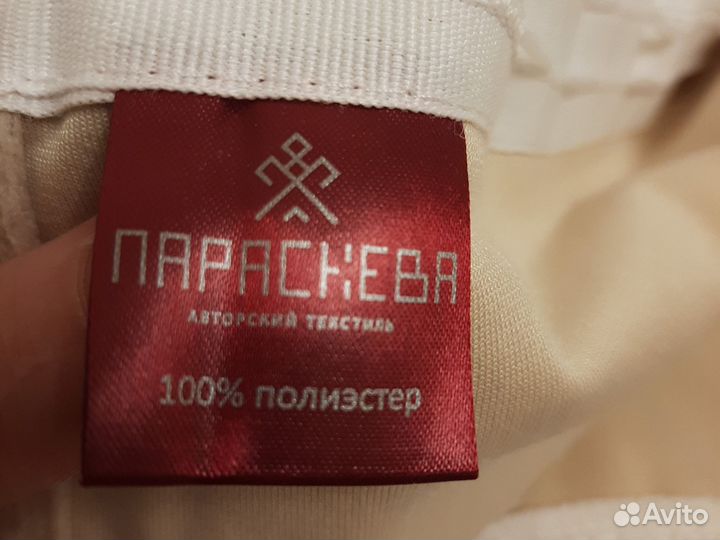 ПАРАСКЕВА
АВТОРСКИЙ ТЕКСТИЛЬ
100% полиэстер
Avito